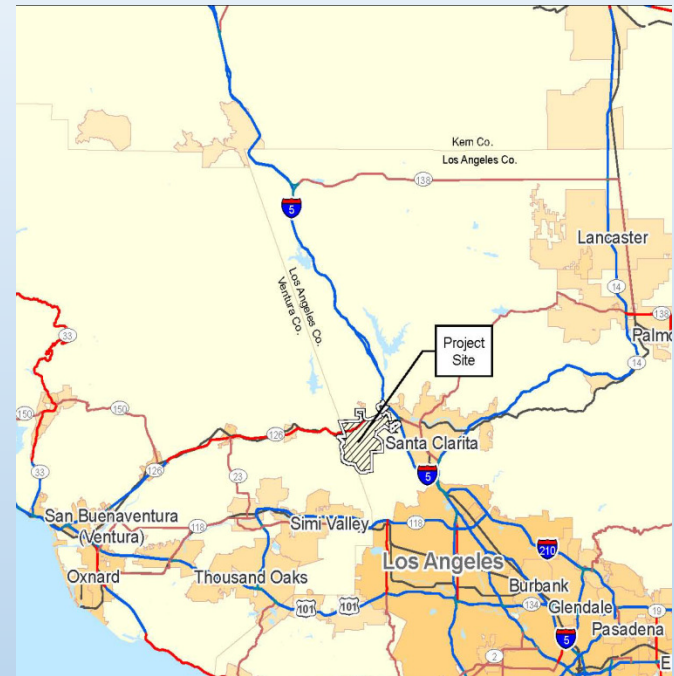 Kern Co.
Los Angeles Co.
138
5
Lancaster
Los Angeles Co.
Ventura Co.
14
138
33
Project
Site
14
150
150
126
Santa Clarita
126
33
23
5
San Buenaventura
(Ventura)
118
Simi Valley
118
210
Los Angeles
Oxnard
Thousand Oaks
Burbank
101
101
134
Glendale
19
5
Pasadena
2